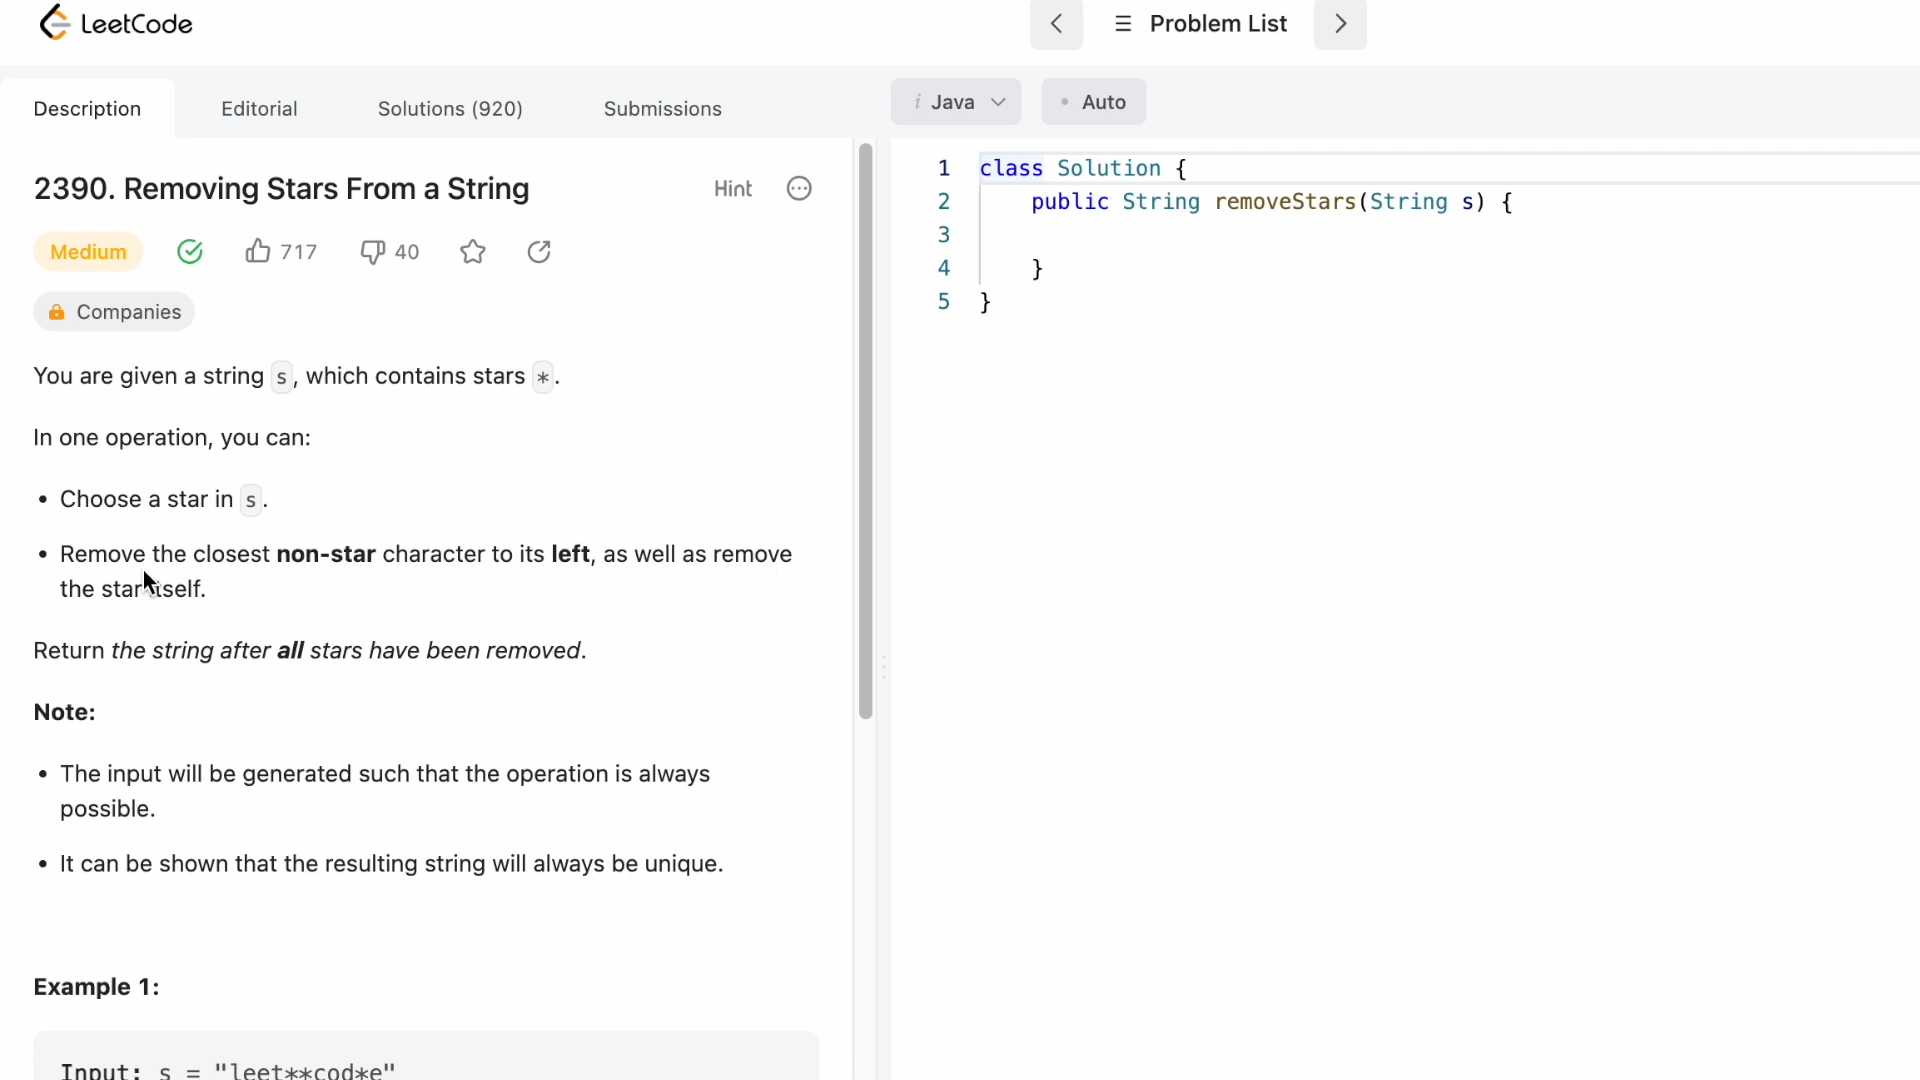 LeetCode
Problem List
Description Editorial Solutions (920) Submissions
i Java • Auto
2390. Removing Stars From a String Hint
Medium 717 40
Companies
You are given a string s, which contains stars *.
In one operation, you can:
• Choose a star in s.
• Remove the closest non-star character to its left, as well as remove
the star itself.
Return the string after all stars have been removed.
Note:
• The input will be generated such that the operation is always
possible.
• It can be shown that the resulting string will always be unique.
Example 1:
Input: s = "leet**cod*e"
1 class Solution {
2     public String removeStars(String s) {
3
4     }
5 }